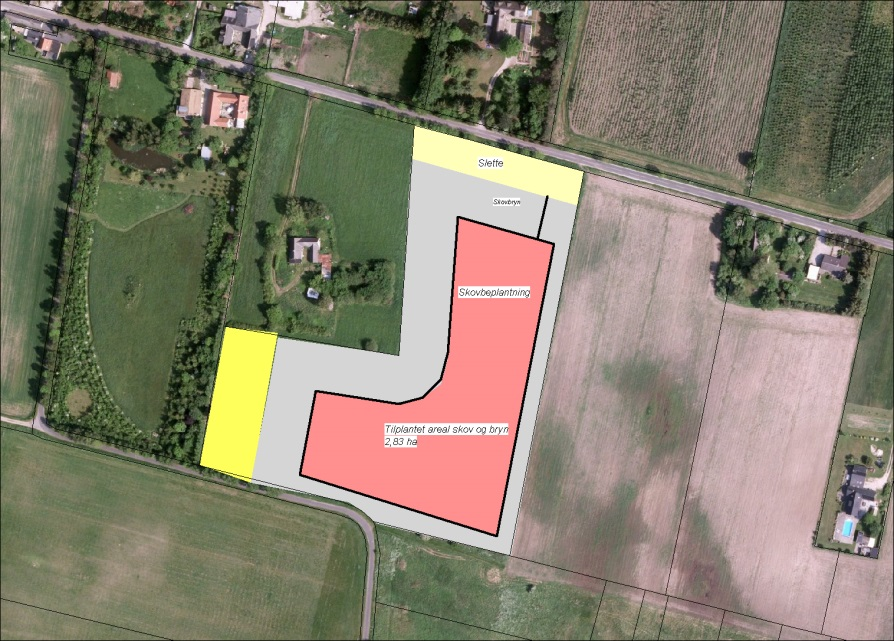 Slette
Skovbryn
Skovbeplantning
Tilplantet areal skov og bryn
2,83 ha